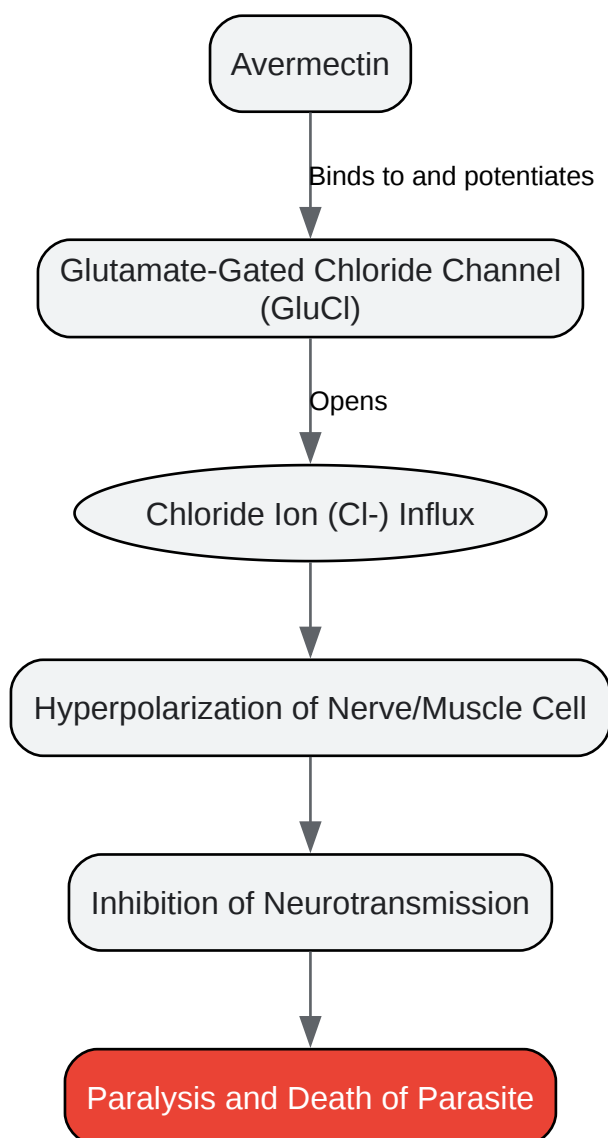 Avermectin
Binds to and potentiates
Glutamate-Gated Chloride Channel
(GluCl)
Opens
Chloride Ion (Cl-) Influx
Hyperpolarization of Nerve/Muscle Cell
Inhibition of Neurotransmission
Paralysis and Death of Parasite